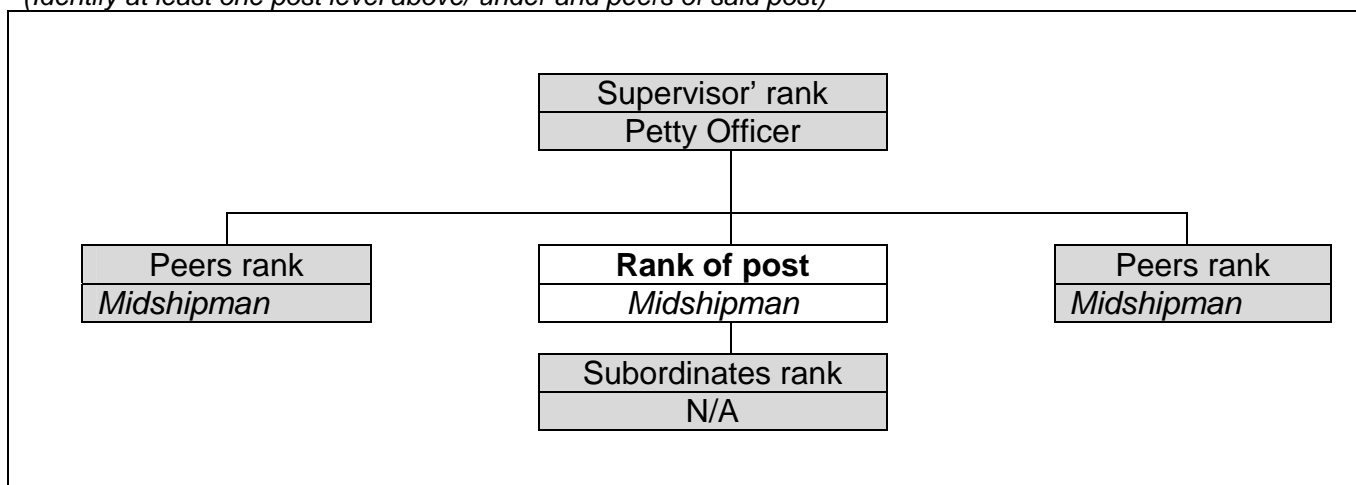 (Identify at least one post level above/ under and peers of said post)
Supervisor' rank
Petty Officer
Peers rank
Midshipman
Rank of post
Midshipman
Peers rank
Midshipman
Subordinates rank
N/A